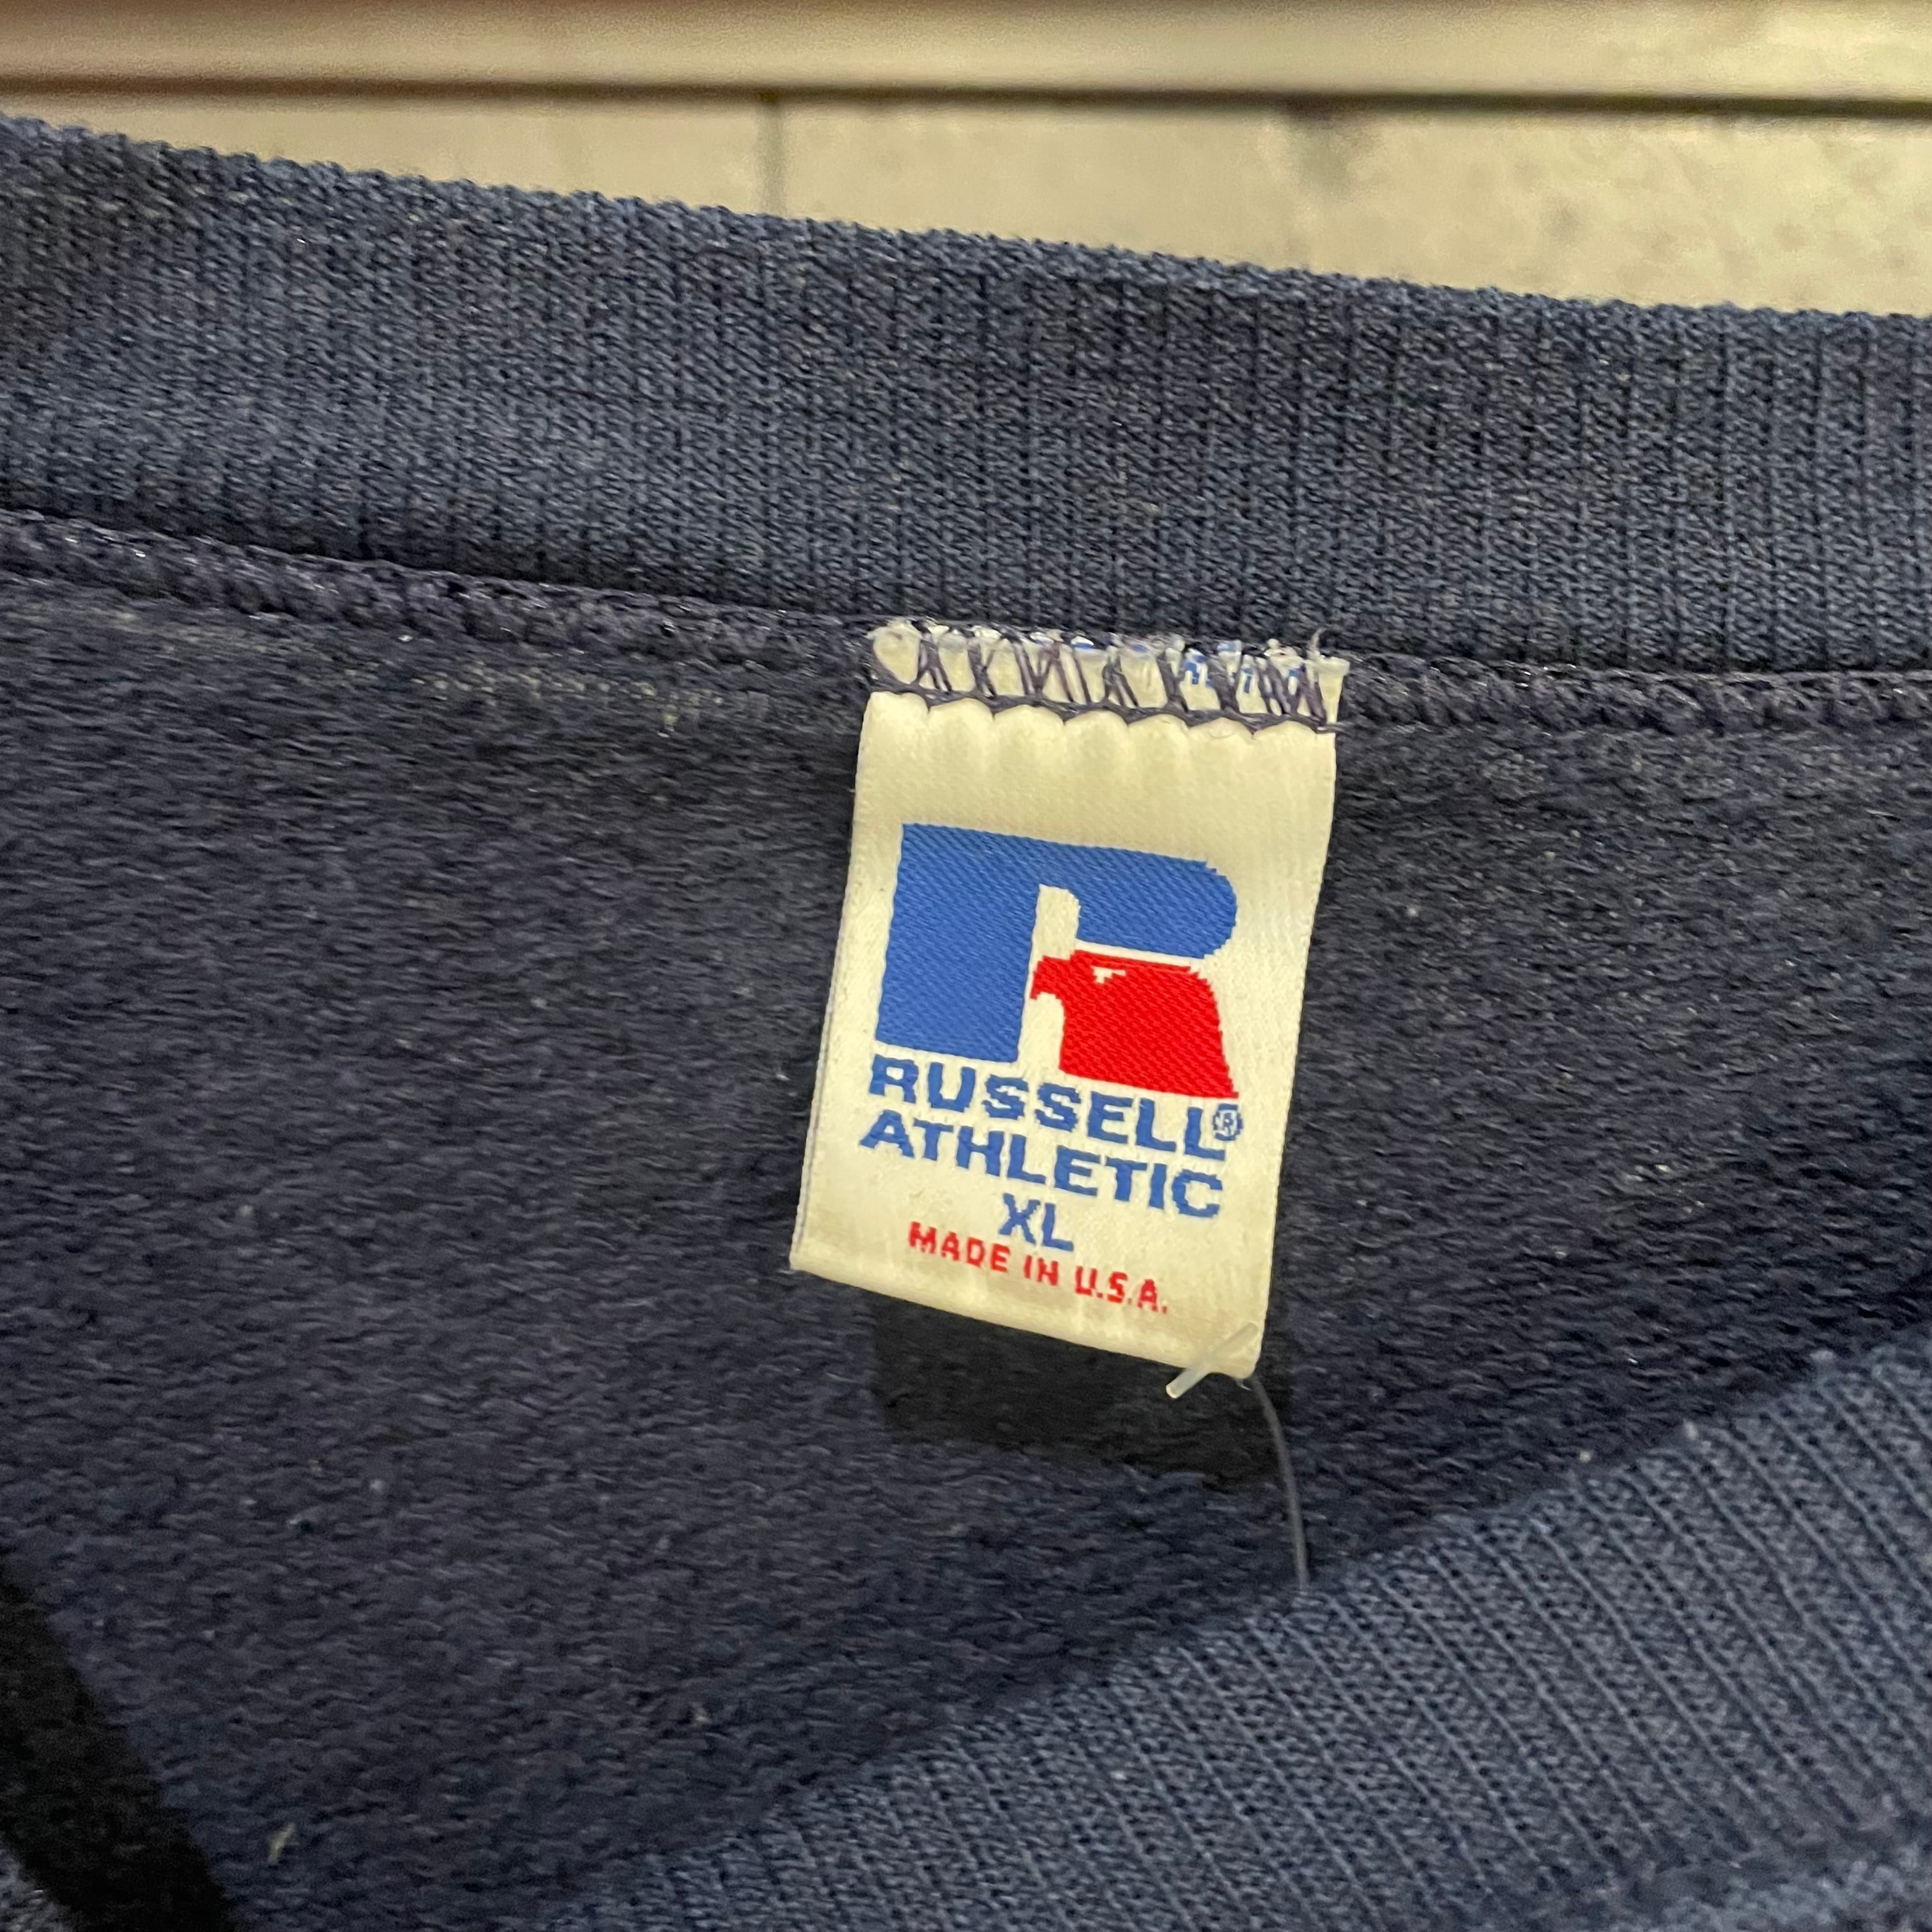 RUSSELL®
ATHLETIC
XL
MADE IN U.S.A.